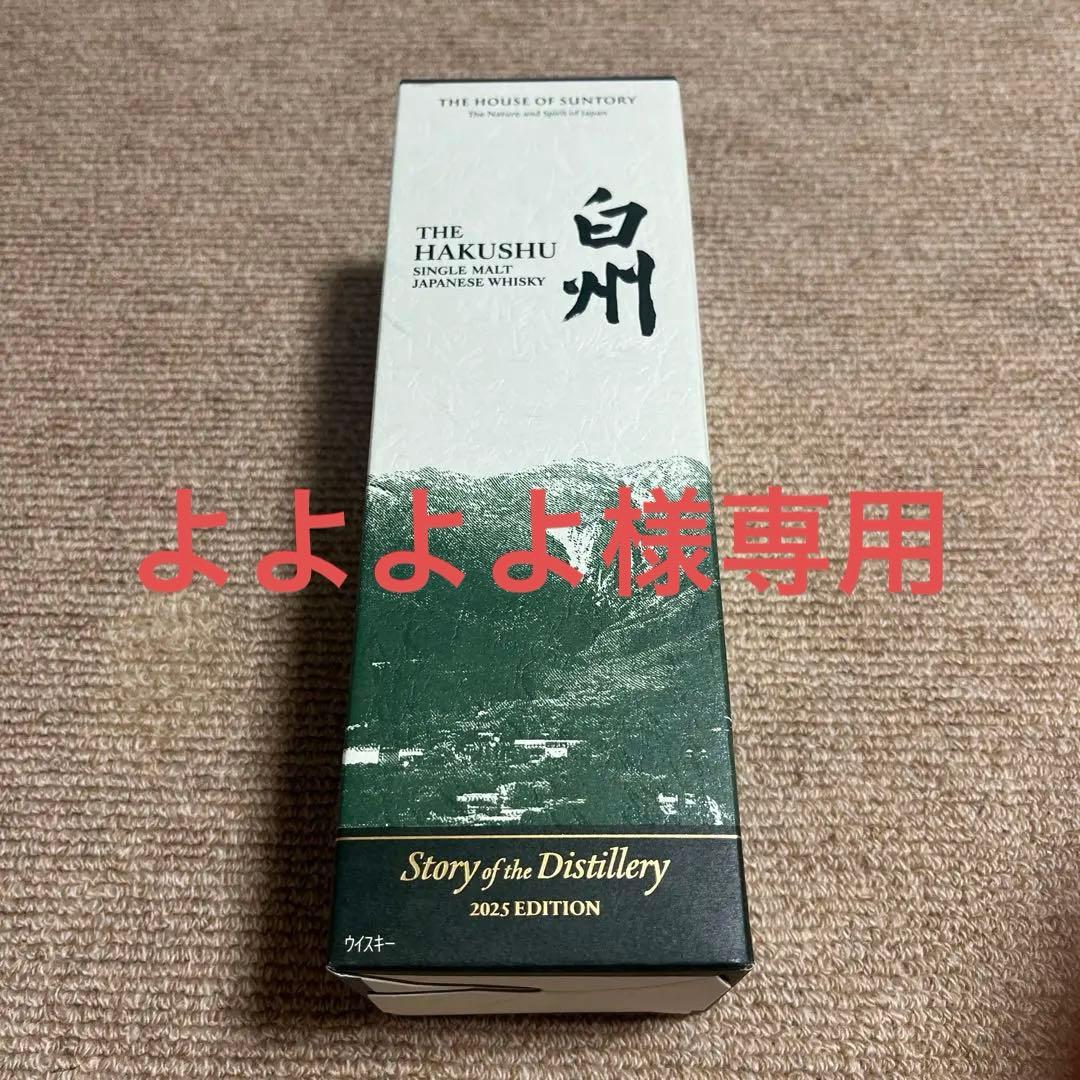 THE HOUSE OF SUNTORY
The Nature and Spirit of Japan
THE
HAKUSHU
SINGLE MALT
JAPANESE WHISKY
白州
よよよよ様専用
Story of the Distillery
2025 EDITION
ウイスキー